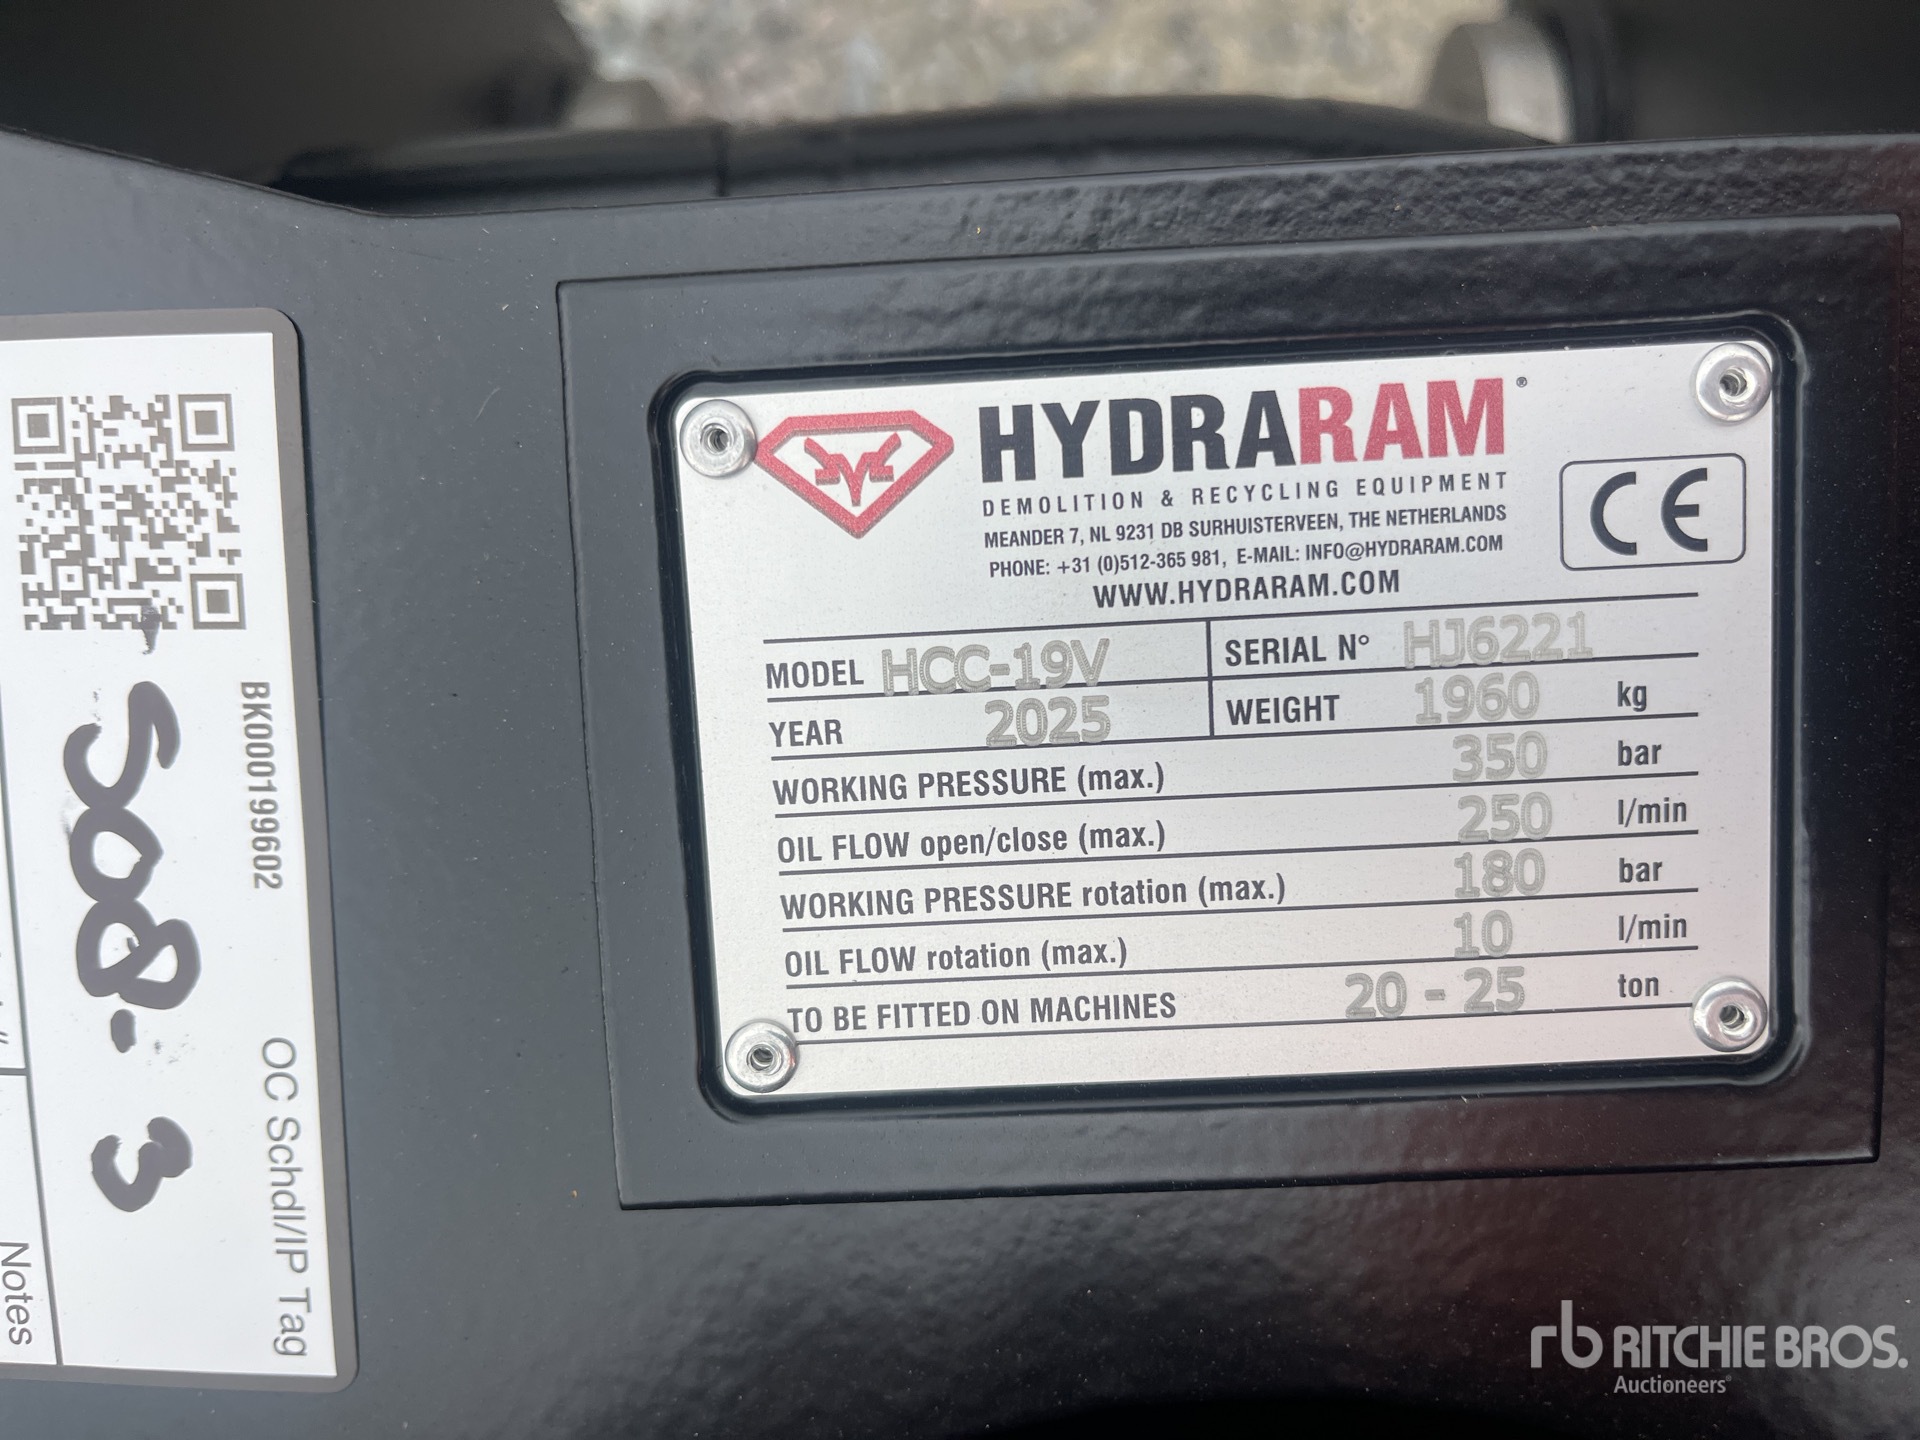 HYDRARAM®
DEMOLITION & RECYCLING EQUIPMENT
MEANDER 7, NL 9231 DB SURHUISTERVEEN, THE NETHERLANDS
PHONE: +31 (0)512-365 981, E-MAIL: INFO@HYDRARAM.COM
WWW.HYDRARAM.COM
CE
MODEL HCC-19V SERIAL N° HJ6221
YEAR 2025 WEIGHT 1960 kg
WORKING PRESSURE (max.) 350 bar
OIL FLOW open/close (max.) 250 l/min
WORKING PRESSURE rotation (max.) 180 bar
OIL FLOW rotation (max.) 10 l/min
TO BE FITTED ON MACHINES 20 - 25 ton
BK000199602
OC Schdl/IP Tag
508-3
Notes
rb RITCHIE BROS.
Auctioneers